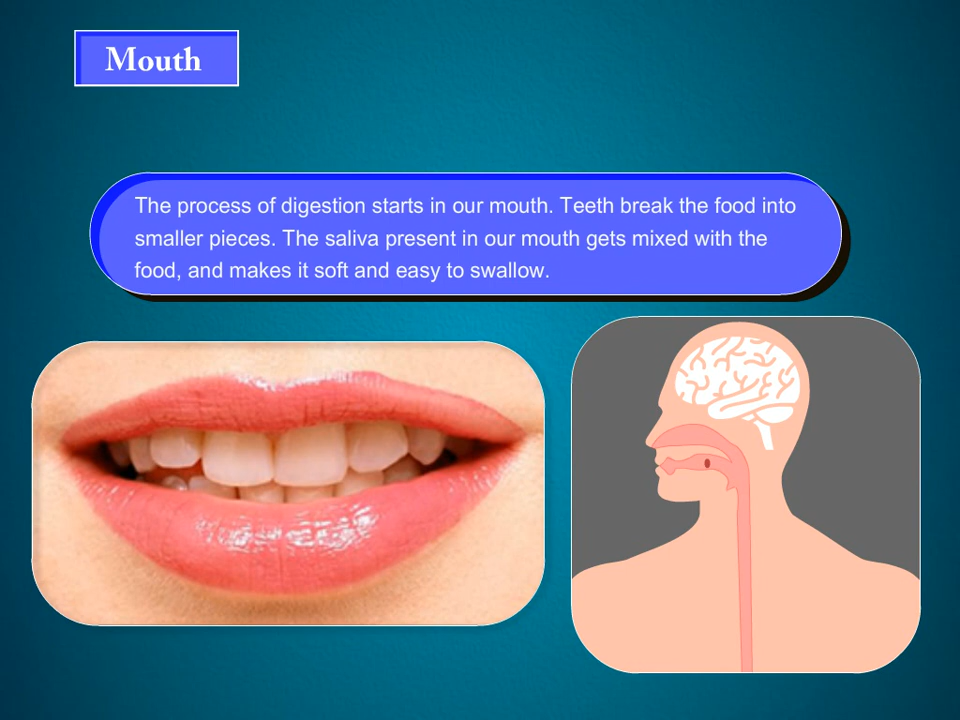 Mouth
The process of digestion starts in our mouth. Teeth break the food into
smaller pieces. The saliva present in our mouth gets mixed with the
food, and makes it soft and easy to swallow.